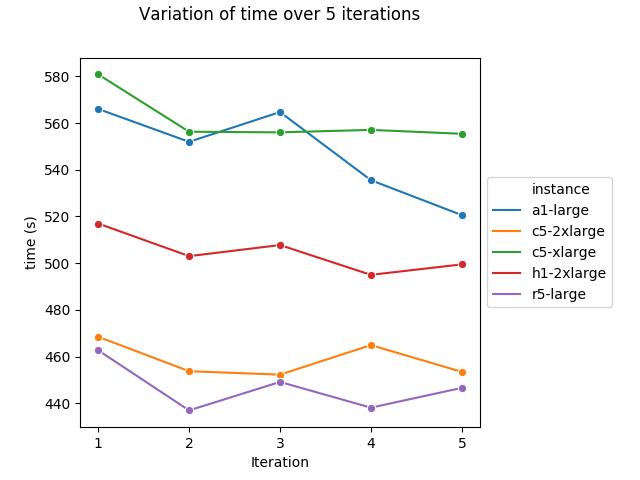 Variation of time over 5 iterations
580
560
540
520
500
480
460
440
time (s)
1 2 3 4 5
Iteration
instance
a1-large
c5-2xlarge
c5-xlarge
h1-2xlarge
r5-large